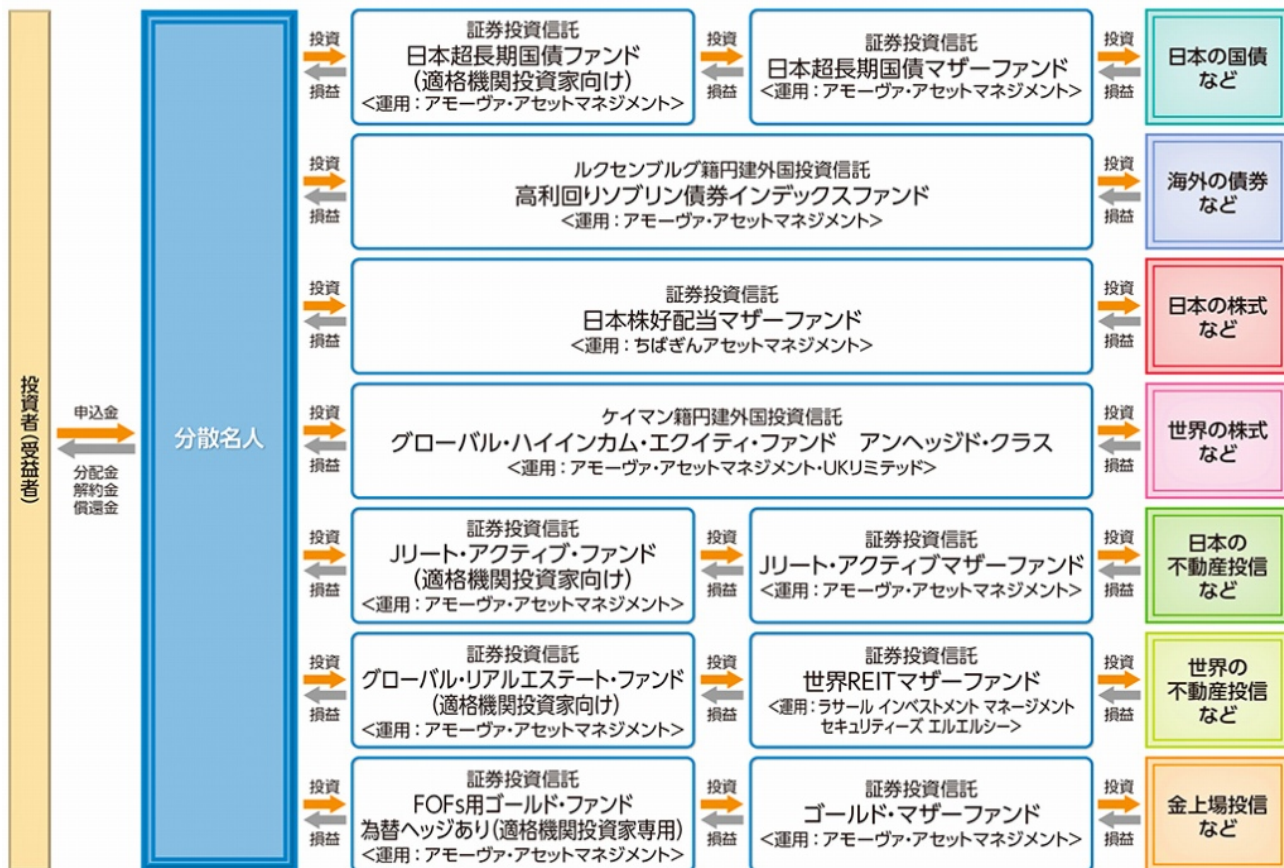 投資者(受益者)
申込金
分配金
解約金
償還金
分散名人
投資
損益
証券投資信託
日本超長期国債ファンド
(適格機関投資家向け)
<運用：アモーヴァ・アセットマネジメント>
投資
損益
証券投資信託
日本超長期国債マザーファンド
<運用：アモーヴァ・アセットマネジメント>
投資
損益
日本の国債
など
投資
損益
ルクセンブルグ籍円建外国投資信託
高利回りソブリン債券インデックスファンド
<運用：アモーヴァ・アセットマネジメント>
投資
損益
海外の債券
など
投資
損益
証券投資信託
日本株好配当マザーファンド
<運用：ちばぎんアセットマネジメント>
投資
損益
日本の株式
など
投資
損益
ケイマン籍円建外国投資信託
グローバル・ハイインカム・エクイティ・ファンド　アンヘッジド・クラス
<運用：アモーヴァ・アセットマネジメント・UKリミテッド>
投資
損益
世界の株式
など
投資
損益
証券投資信託
Jリート・アクティブ・ファンド
(適格機関投資家向け)
<運用：アモーヴァ・アセットマネジメント>
投資
損益
証券投資信託
Jリート・アクティブマザーファンド
<運用：アモーヴァ・アセットマネジメント>
投資
損益
日本の
不動産投信
など
投資
損益
証券投資信託
グローバル・リアルエステート・ファンド
(適格機関投資家向け)
<運用：アモーヴァ・アセットマネジメント>
投資
損益
証券投資信託
世界REITマザーファンド
<運用：ラサール インベストメント マネージメント
セキュリティーズ エルエルシー>
投資
損益
世界の
不動産投信
など
投資
損益
証券投資信託
FOFs用ゴールド・ファンド
為替ヘッジあり(適格機関投資家専用)
<運用：アモーヴァ・アセットマネジメント>
投資
損益
証券投資信託
ゴールド・マザーファンド
<運用：アモーヴァ・アセットマネジメント>
投資
損益
金上場投信
など